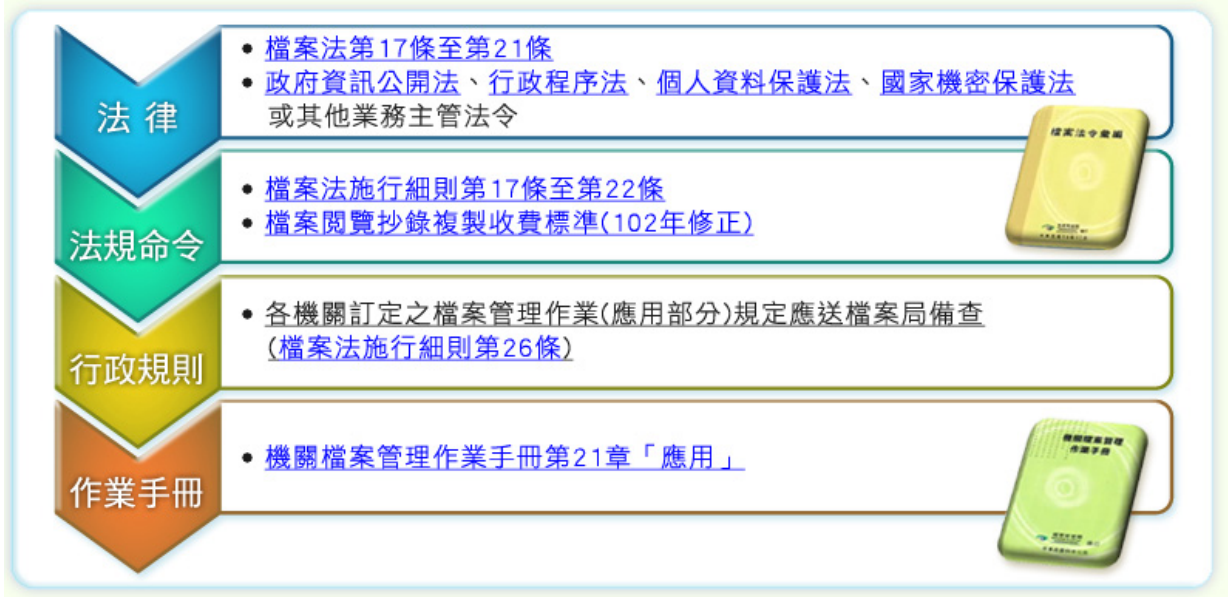 法律
檔案法第17條至第21條
政府資訊公開法、行政程序法、個人資料保護法、國家機密保護法
或其他業務主管法令
檔案法令彙編
法規命令
檔案法施行細則第17條至第22條
檔案閱覽抄錄複製收費標準(102年修正)
行政規則
各機關訂定之檔案管理作業(應用部分)規定應送檔案局備查
(檔案法施行細則第26條)
作業手冊
機關檔案管理作業手冊第21章「應用」
機關檔案管理
作業手冊